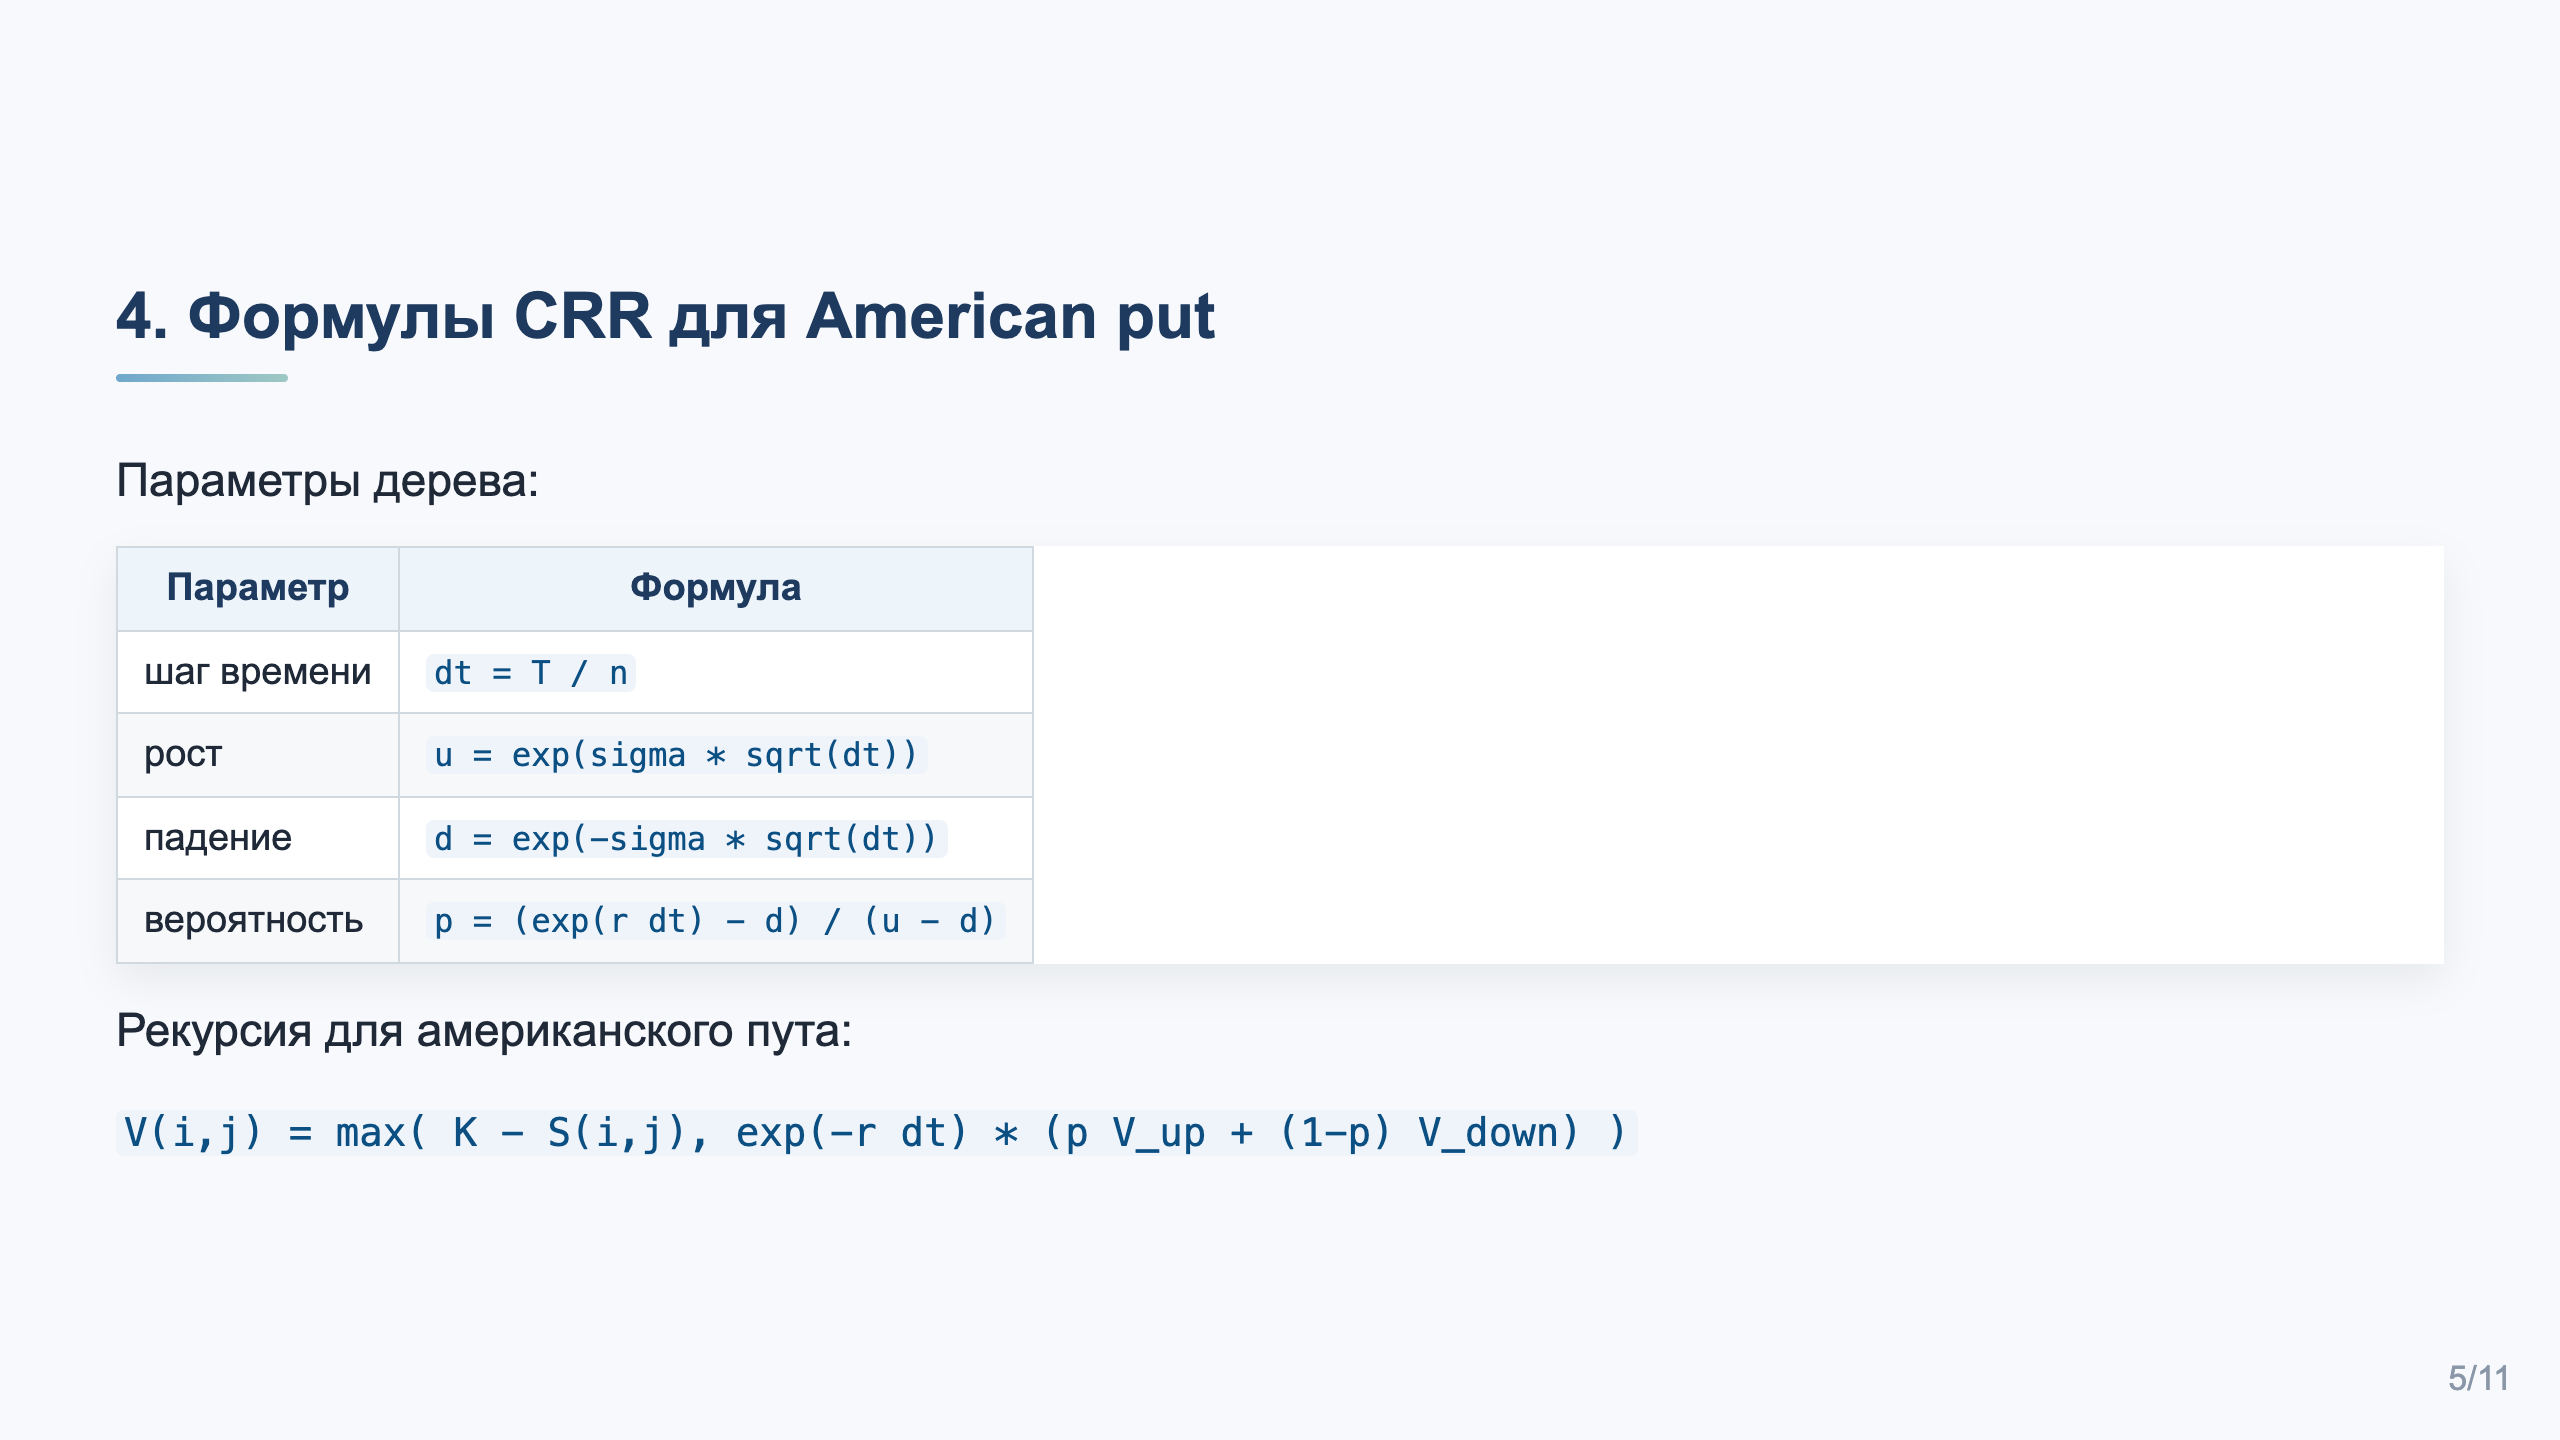 4. Формулы CRR для American put
Параметры дерева:
Параметр Формула
шаг времени dt = T / n
рост u = exp(sigma * sqrt(dt))
падение d = exp(-sigma * sqrt(dt))
вероятность p = (exp(r dt) - d) / (u - d)
Рекурсия для американского пута:
V(i,j) = max( K - S(i,j), exp(-r dt) * (p V_up + (1-p) V_down) )
5/11